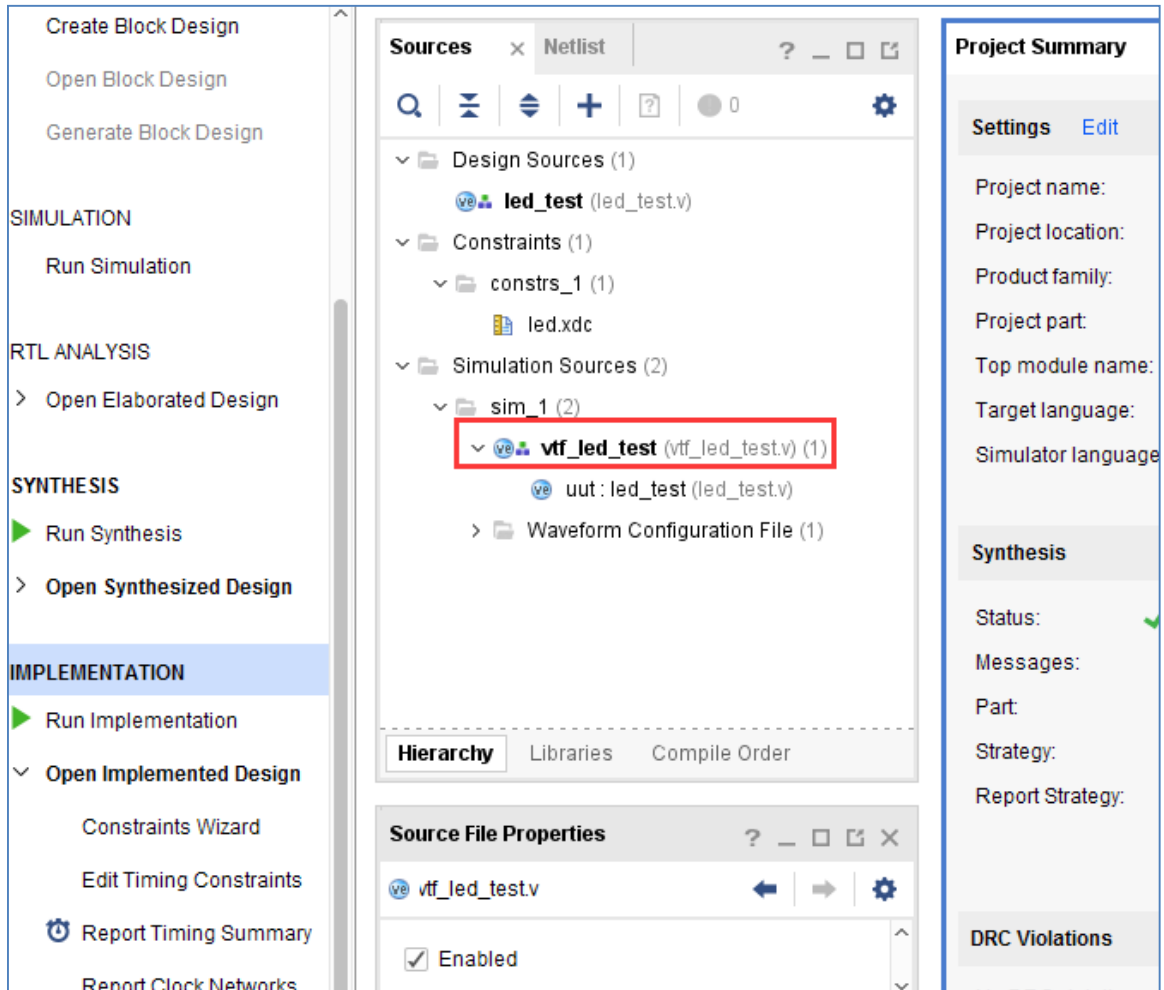 Create Block Design
Open Block Design
Generate Block Design
SIMULATION
Run Simulation
RTL ANALYSIS
Open Elaborated Design
SYNTHESIS
Run Synthesis
Open Synthesized Design
IMPLEMENTATION
Run Implementation
Open Implemented Design
Constraints Wizard
Edit Timing Constraints
Report Timing Summary
Report Clock Networks
Sources × Netlist ? _
? 0
Design Sources (1)
led_test (led_test.v)
Constraints (1)
constrs_1 (1)
led.xdc
Simulation Sources (2)
sim_1 (2)
vtf_led_test (vtf_led_test.v) (1)
uut : led_test (led_test.v)
Waveform Configuration File (1)
Hierarchy Libraries Compile Order
Source File Properties ? _ ×
vtf_led_test.v
Enabled
Project Summary
Settings Edit
Project name:
Project location:
Product family:
Project part:
Top module name:
Target language:
Simulator language
Synthesis
Status:
Messages:
Part:
Strategy:
Report Strategy:
DRC Violations